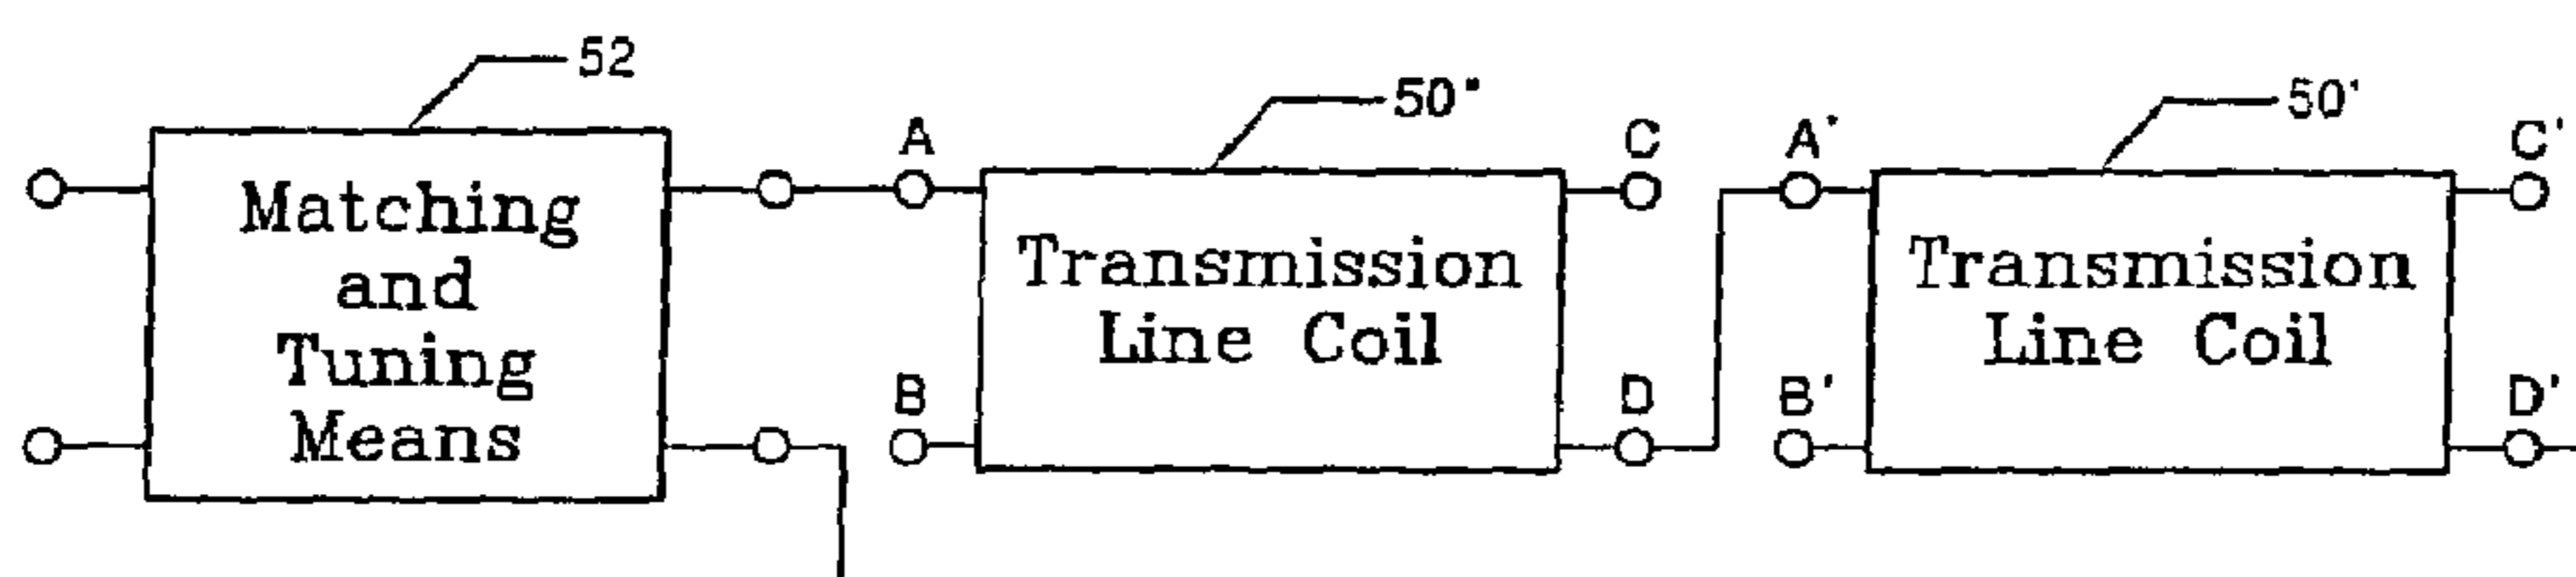 52
50"
50'
A
C
A'
C'
Matching
and
Tuning
Means
Transmission
Line Coil
Transmission
Line Coil
B
D
B'
D'